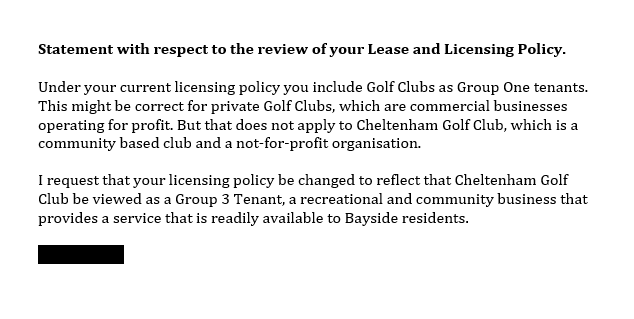 Statement with respect to the review of your Lease and Licensing Policy.
Under your current licensing policy you include Golf Clubs as Group One tenants.
This might be correct for private Golf Clubs, which are commercial businesses
operating for profit. But that does not apply to Cheltenham Golf Club, which is a
community based club and a not-for-profit organisation.
I request that your licensing policy be changed to reflect that Cheltenham Golf
Club be viewed as a Group 3 Tenant, a recreational and community business that
provides a service that is readily available to Bayside residents.